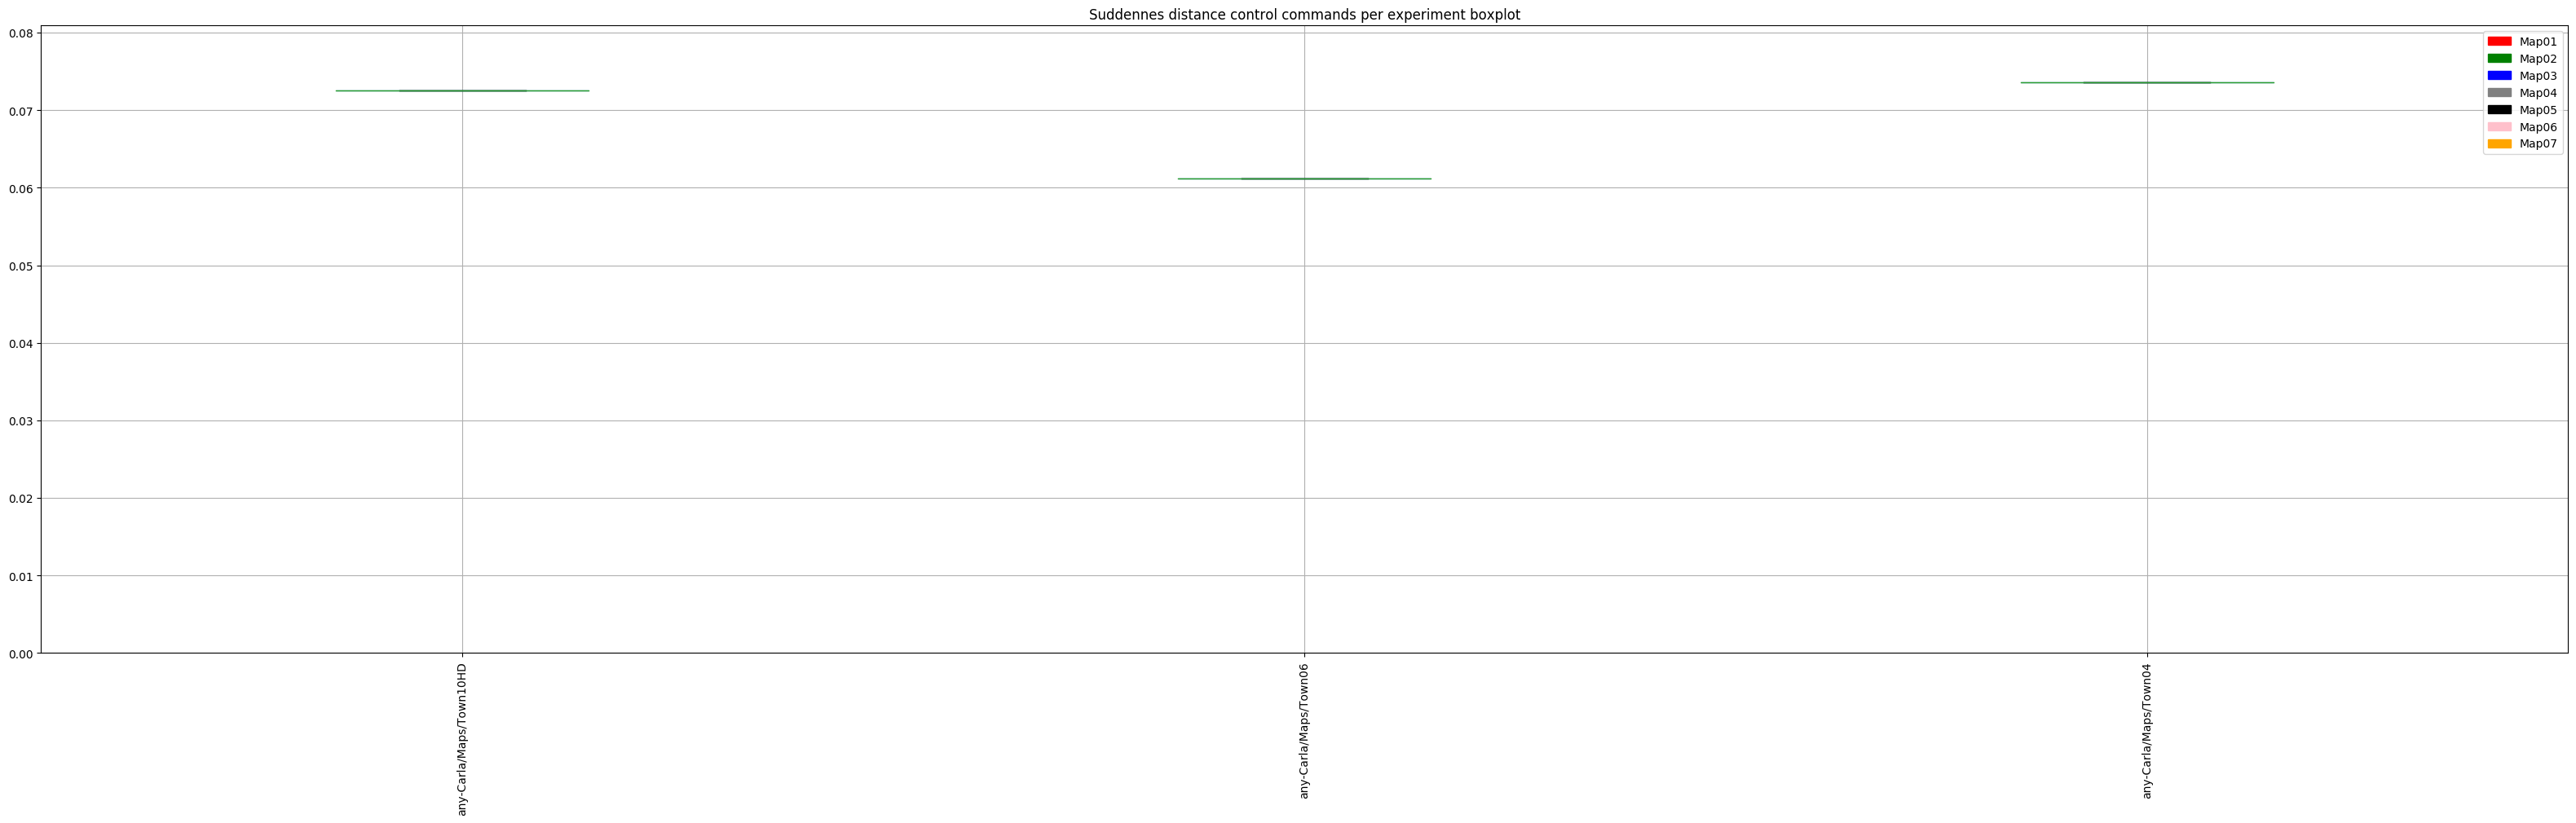 Suddennes distance control commands per experiment boxplot
0.08
0.07
0.06
0.05
0.04
0.03
0.02
0.01
0.00
Map01
Map02
Map03
Map04
Map05
Map06
Map07
any-Carla/Maps/Town10HD
any-Carla/Maps/Town06
any-Carla/Maps/Town04